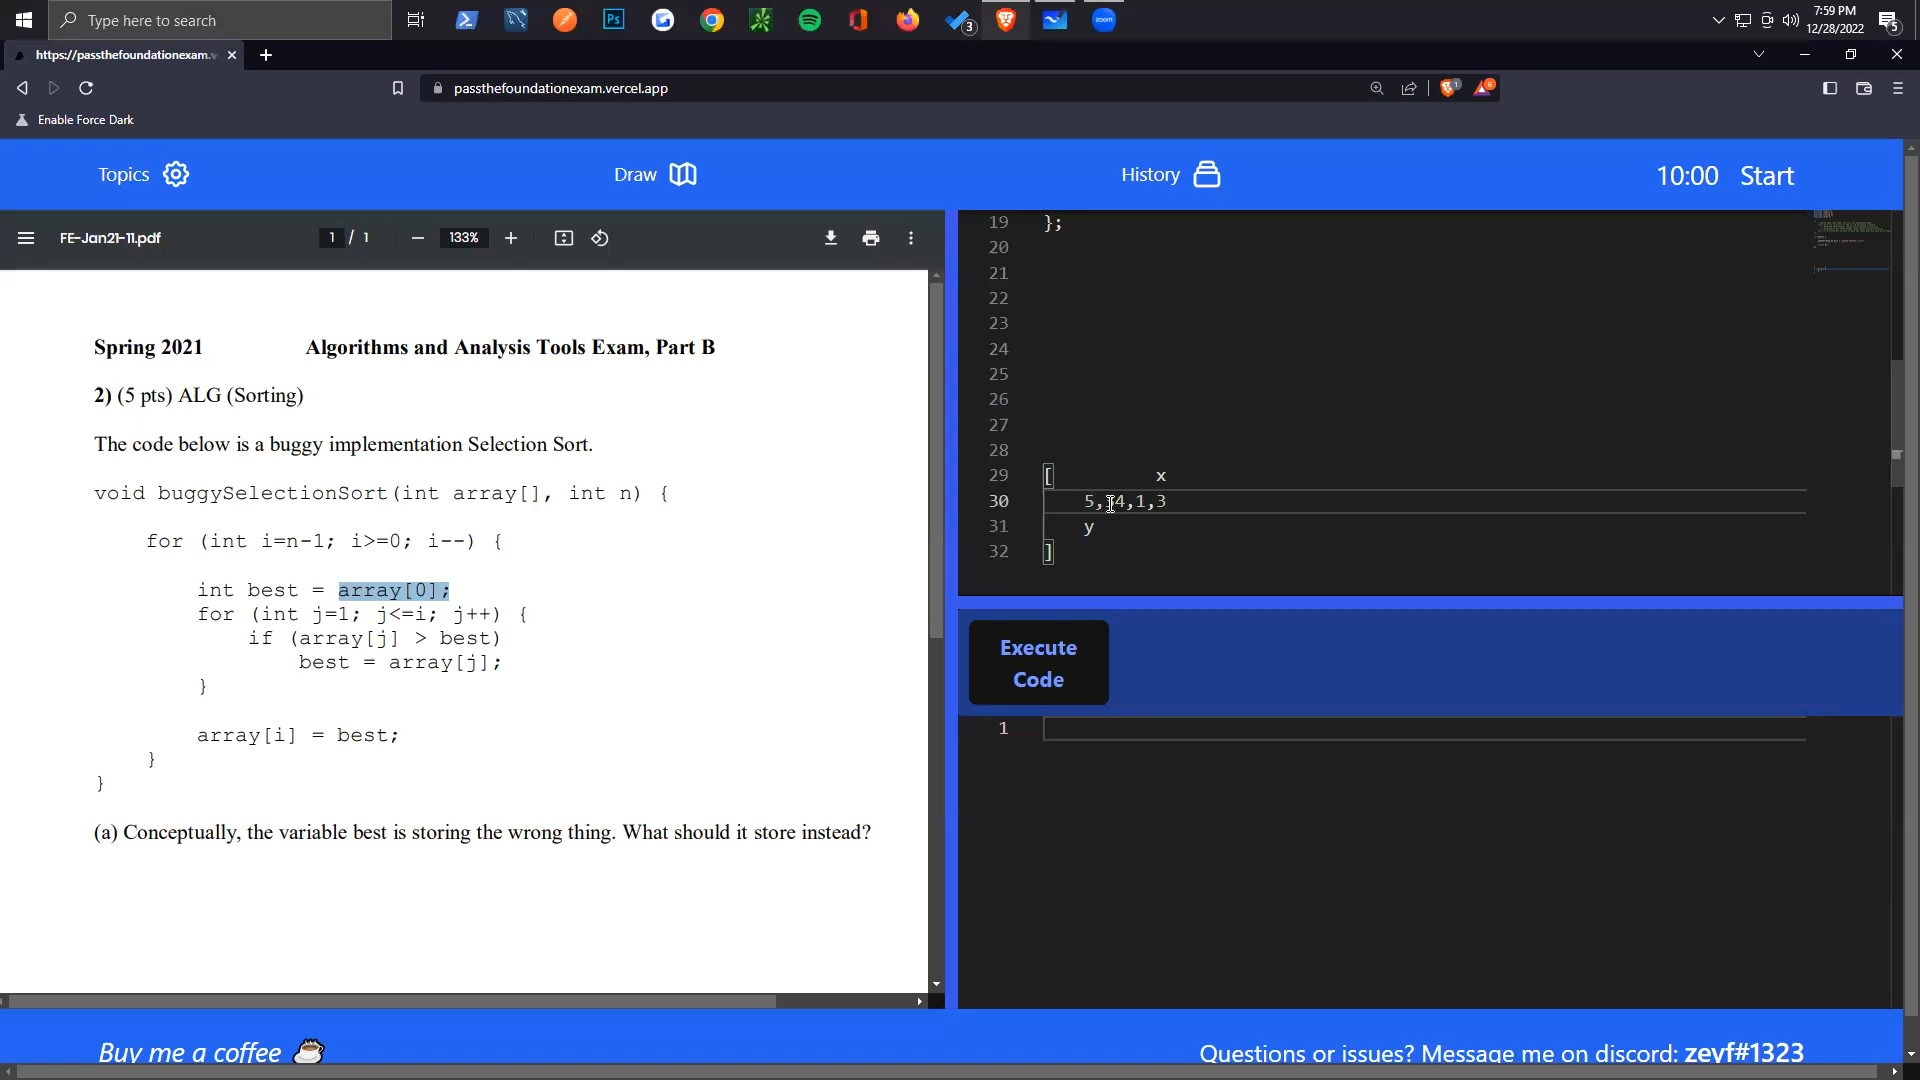 Type here to search
Ps
zoom
3
7:59 PM
12/28/2022
5
https://passthefoundationexam.v
passthefoundationexam.vercel.app
1
6
Enable Force Dark
Topics
Draw
History
10:00 Start
FE-Jan21-11.pdf
1 / 1
133%
Spring 2021 Algorithms and Analysis Tools Exam, Part B
2) (5 pts) ALG (Sorting)
The code below is a buggy implementation Selection Sort.
void buggySelectionSort(int array[], int n) {
for (int i=n-1; i>=0; i--) {
int best = array[0];
for (int j=1; j<=i; j++) {
if (array[j] > best)
best = array[j];
}
array[i] = best;
}
}
(a) Conceptually, the variable best is storing the wrong thing. What should it store instead?
19 };
20
21
22
23
24
25
26
27
28
29 [ x
30
31 y
32 ]
Execute
Code
1
Buy me a coffee
Questions or issues? Message me on discord: zeyf#1323